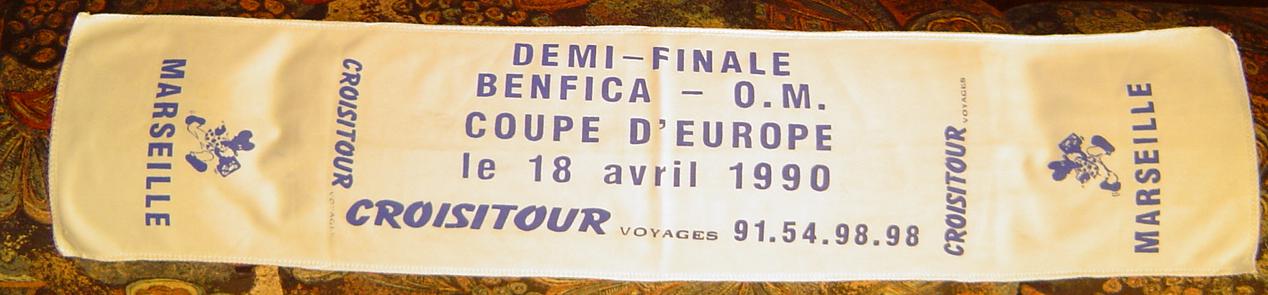 MARSEILLE
CROISITOUR
DEMI-FINALE
BENFICA - O.M.
COUPE D'EUROPE
le 18 avril 1990
CROISITOUR VOYAGES 91.54.98.98
CROISITOUR VOYAGES
MARSEILLE